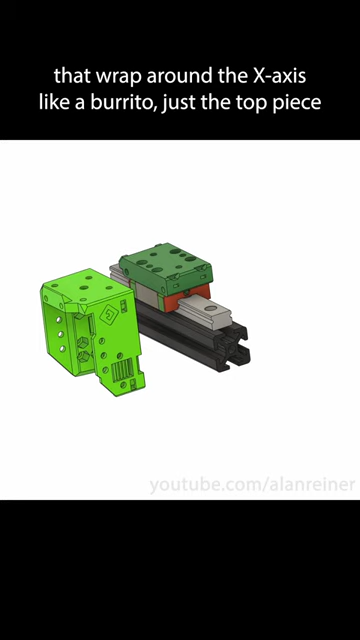 that wrap around the X-axis
like a burrito, just the top piece
youtube.com/alanreiner